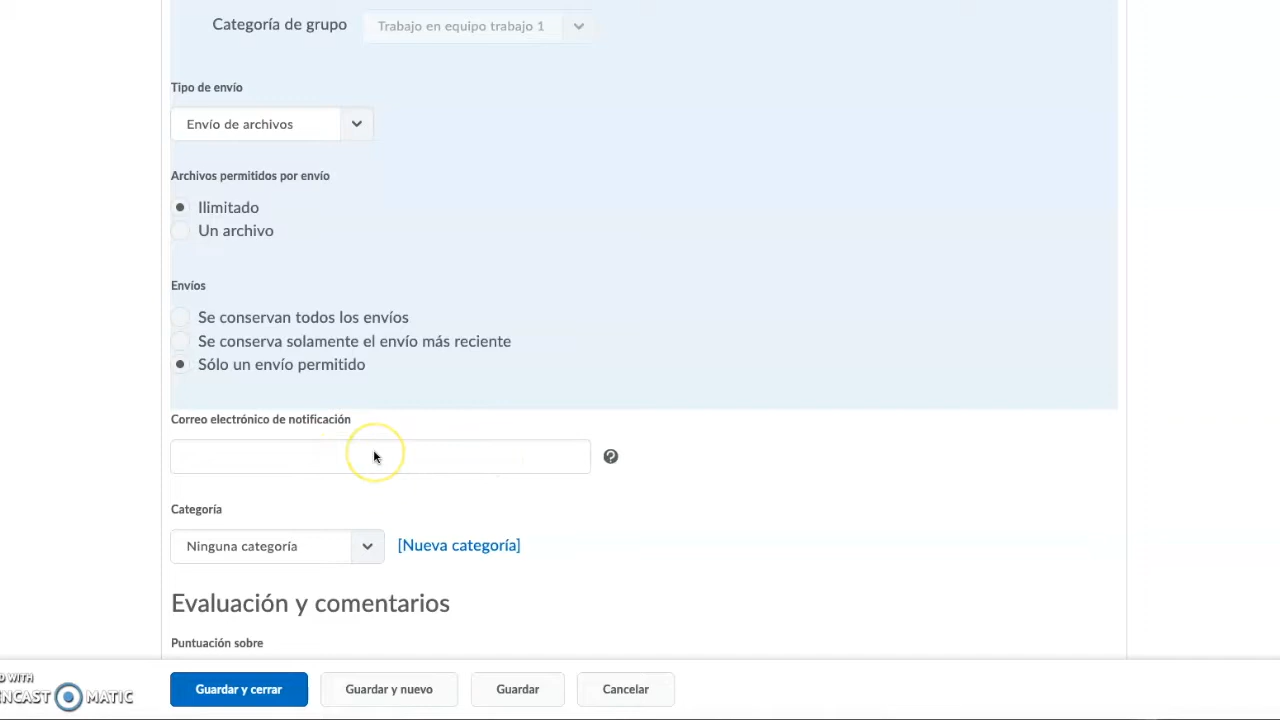 Categoría de grupo
Trabajo en equipo trabajo 1
Tipo de envío
Envío de archivos
Archivos permitidos por envío
Ilimitado
Un archivo
Envíos
Se conservan todos los envíos
Se conserva solamente el envío más reciente
Sólo un envío permitido
Correo electrónico de notificación
Categoría
Ninguna categoría
[Nueva categoría]
Evaluación y comentarios
Puntuación sobre
Guardar y cerrar
Guardar y nuevo
Guardar
Cancelar
D WITH
ENCAST MATIC